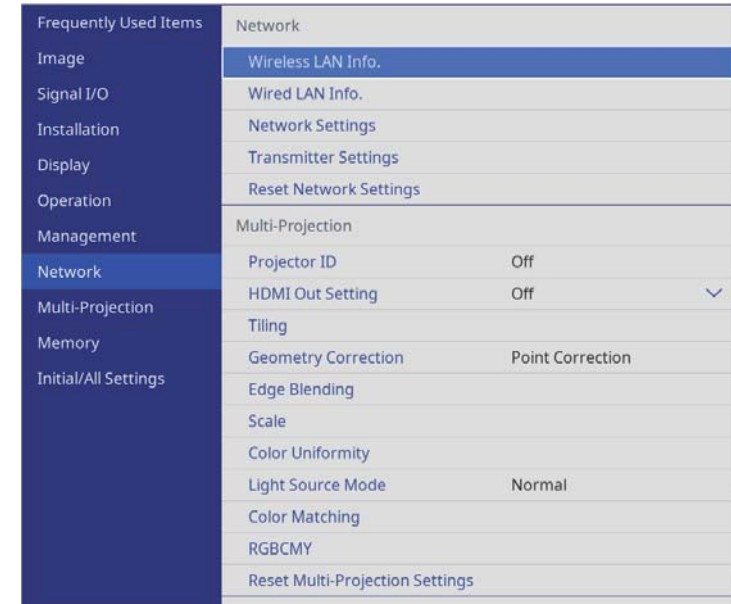 Frequently Used Items
Image
Signal I/O
Installation
Display
Operation
Management
Network
Multi-Projection
Memory
Initial/All Settings
Network
Wireless LAN Info.
Wired LAN Info.
Network Settings
Transmitter Settings
Reset Network Settings
Multi-Projection
Projector ID Off
HDMI Out Setting Off
Tiling
Geometry Correction Point Correction
Edge Blending
Scale
Color Uniformity
Light Source Mode Normal
Color Matching
RGBCMY
Reset Multi-Projection Settings